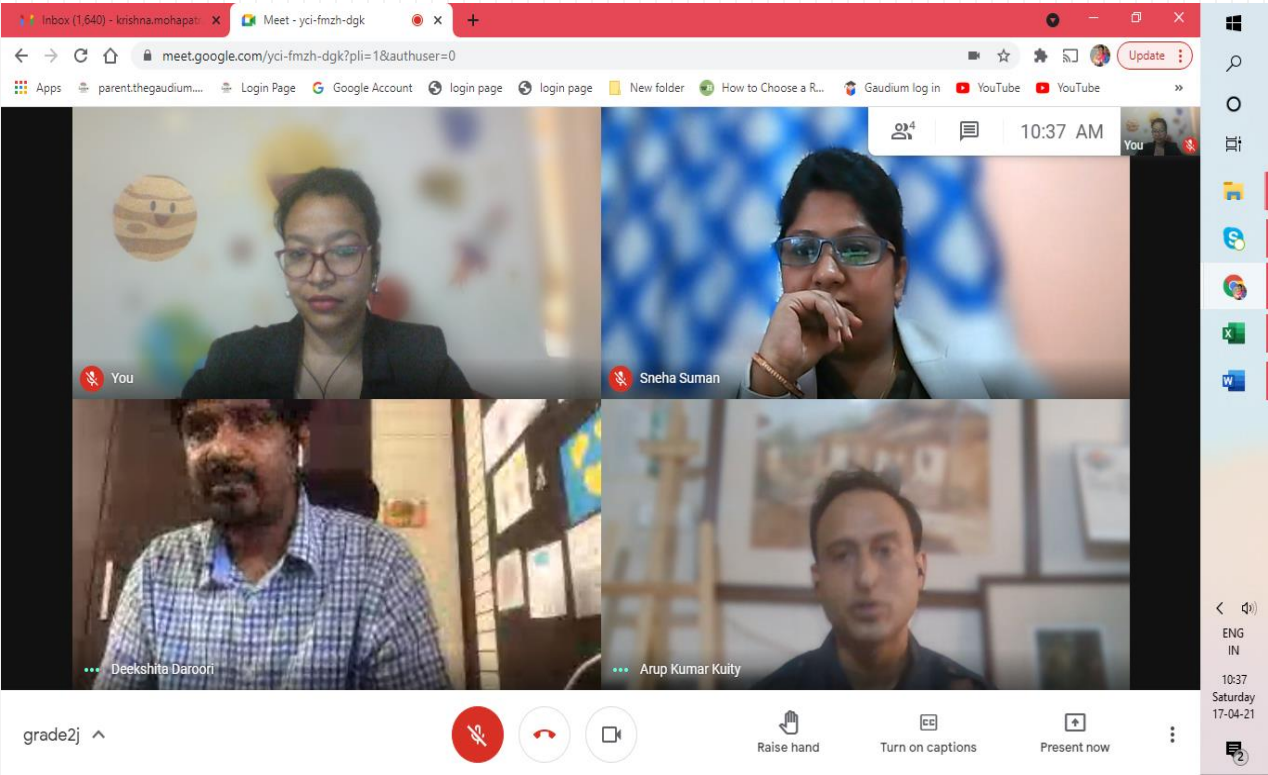 Inbox (1,640) - krishna.mohapat
Meet - yci-fmzh-dgk
meet.google.com/yci-fmzh-dgk?pli=1&authuser=0
Update
Apps
parent.thegaudium....
Login Page
Google Account
login page
login page
New folder
How to Choose a R...
Gaudium log in
YouTube
YouTube
»
4
10:37 AM
You
You
Sneha Suman
Deekshita Daroori
Arup Kumar Kuity
grade2j
Raise hand
CC
Turn on captions
Present now
ENG
IN
10:37
Saturday
17-04-21
2